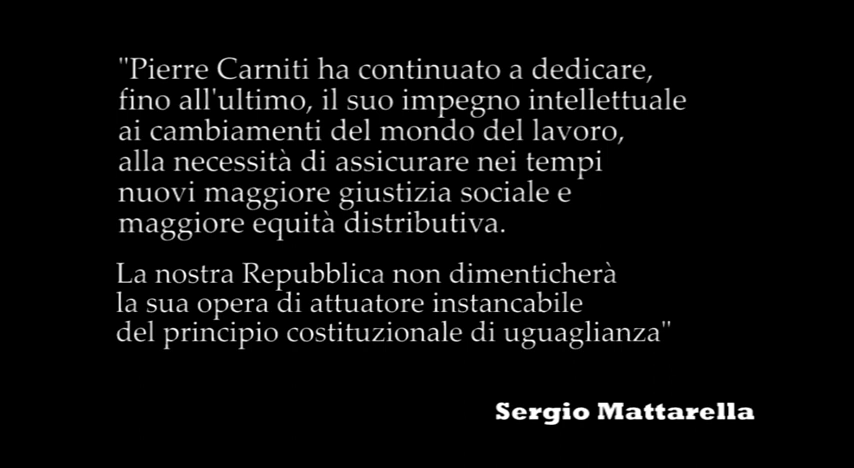 "Pierre Carniti ha continuato a dedicare,
fino all'ultimo, il suo impegno intellettuale
ai cambiamenti del mondo del lavoro,
alla necessità di assicurare nei tempi
nuovi maggiore giustizia sociale e
maggiore equità distributiva.
La nostra Repubblica non dimenticherà
la sua opera di attuatore instancabile
del principio costituzionale di uguaglianza"
Sergio Mattarella